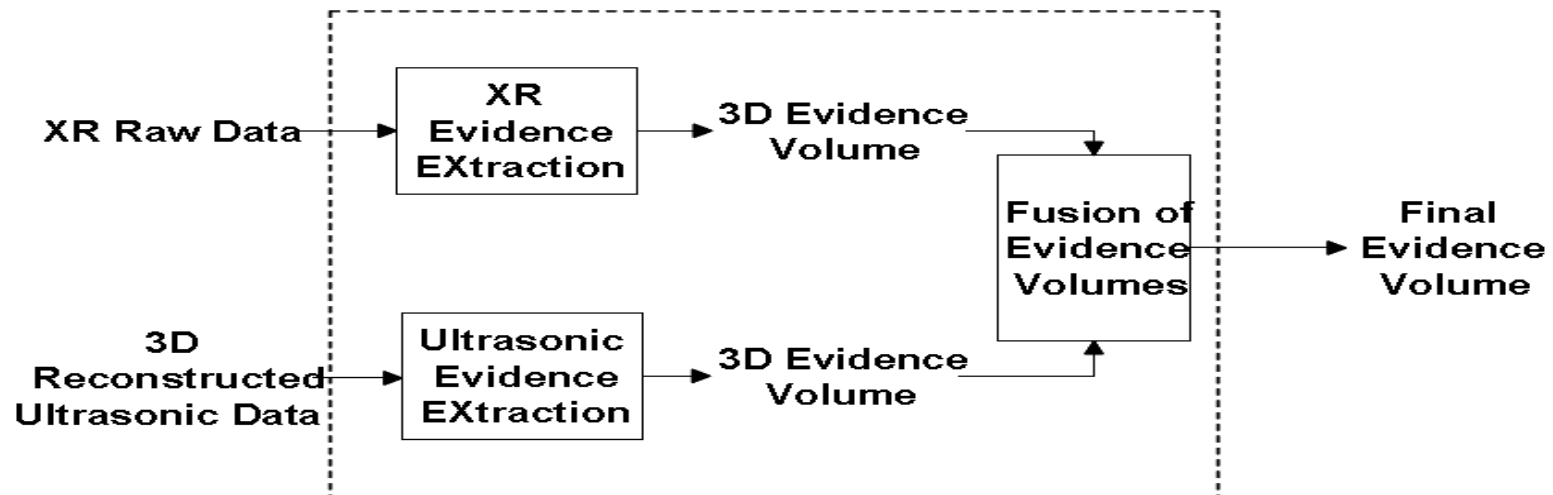 XR Raw Data
XR
Evidence
EXtraction
3D Evidence
Volume
3D
Reconstructed
Ultrasonic Data
Ultrasonic
Evidence
EXtraction
3D Evidence
Volume
Fusion of
Evidence
Volumes
Final
Evidence
Volume